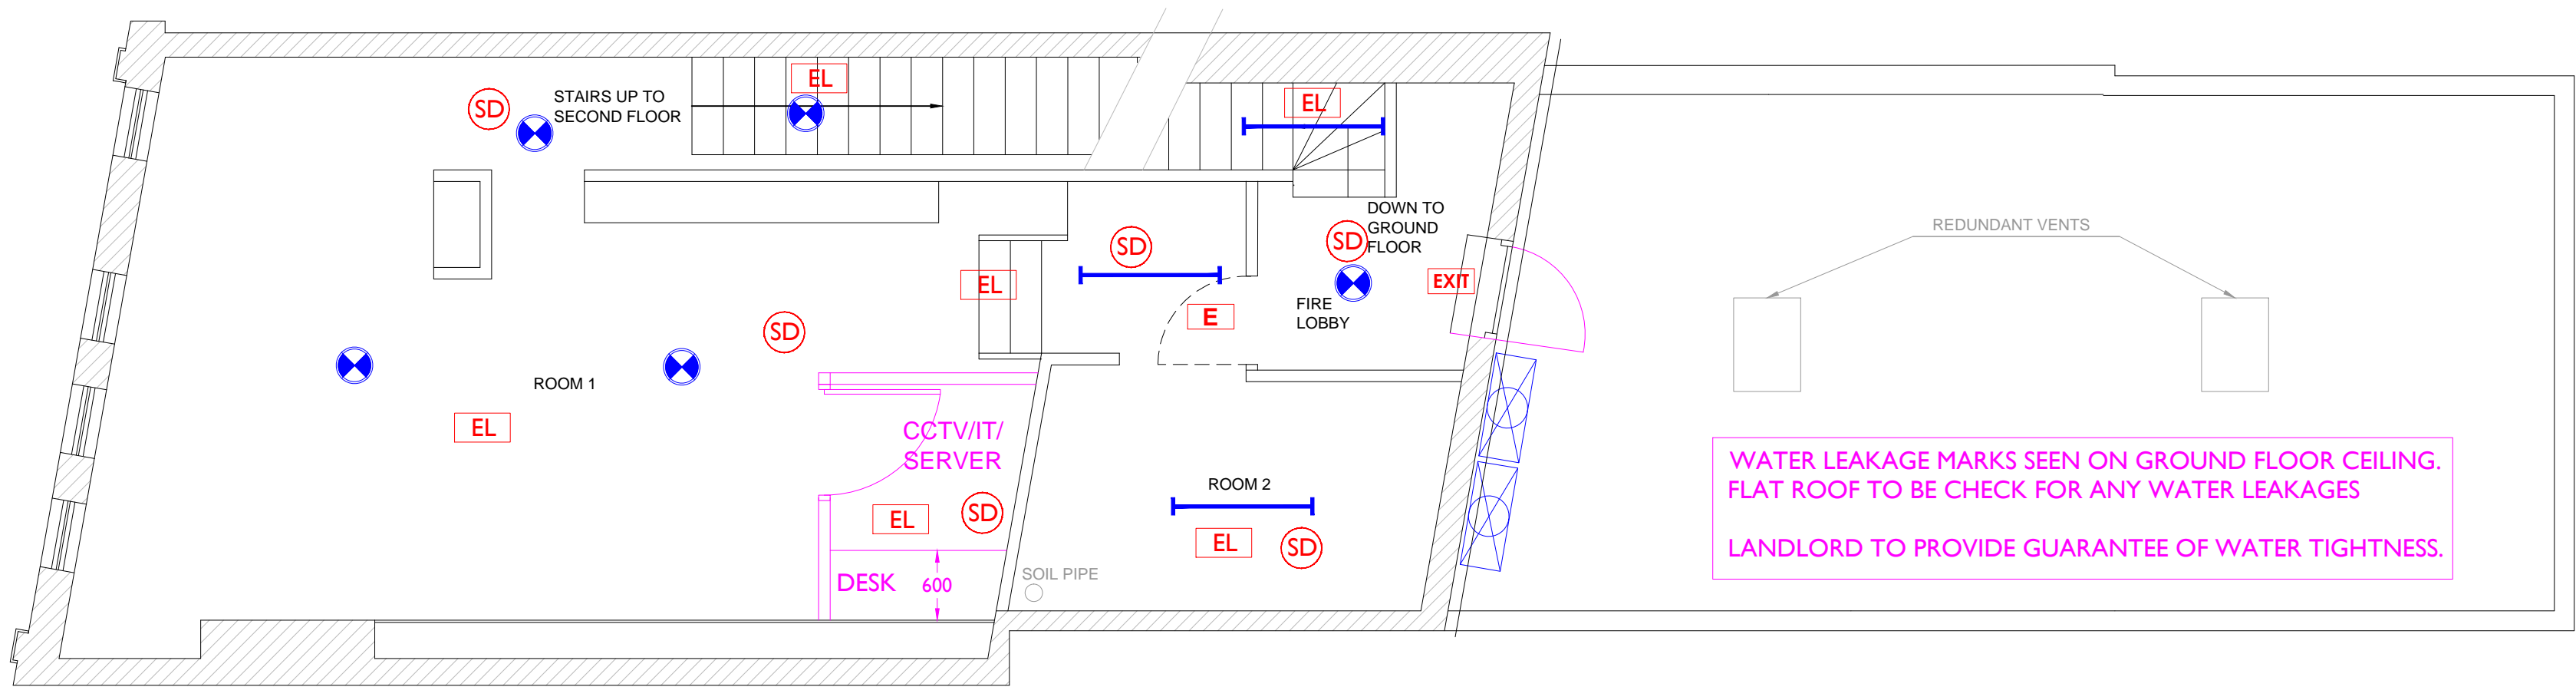 EL
SD
STAIRS UP TO
SECOND FLOOR
EL
DOWN TO
GROUND
FLOOR
SD
SD
REDUNDANT VENTS
EL
EXIT
E
FIRE
LOBBY
SD
ROOM 1
EL
CCTV/IT/
SERVER
WATER LEAKAGE MARKS SEEN ON GROUND FLOOR CEILING.
FLAT ROOF TO BE CHECK FOR ANY WATER LEAKAGES
LANDLORD TO PROVIDE GUARANTEE OF WATER TIGHTNESS.
ROOM 2
EL
SD
EL
SD
SOIL PIPE
DESK
600